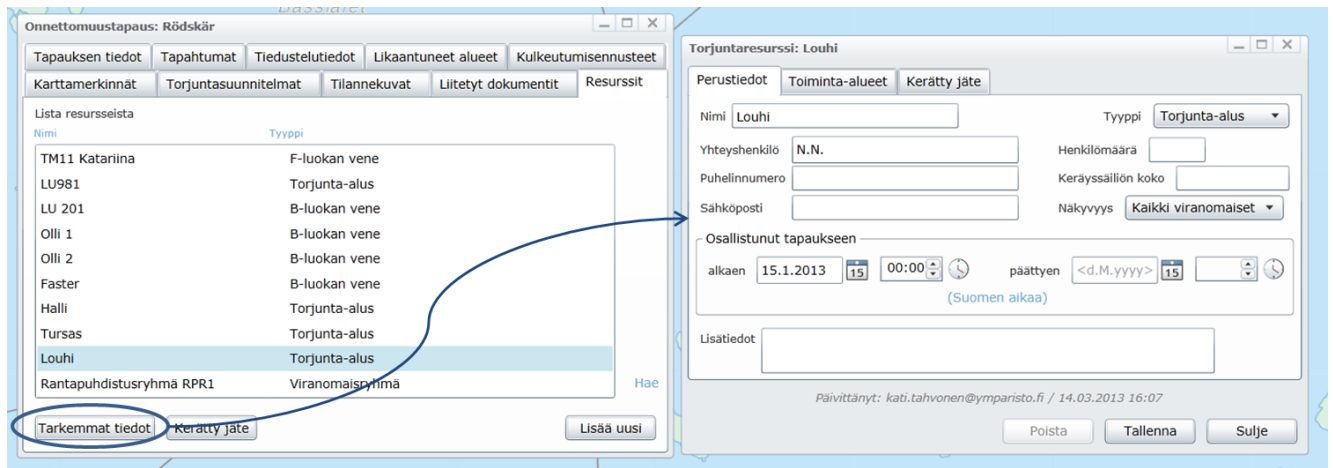 Onnettomuustapaus: Rödskär
Tapauksen tiedot Tapahtumat Tiedustelutiedot Likaantuneet alueet Kulkeutumisennusteet
Karttamerkinnät Torjuntasuunnitelmat Tilannekuvat Liitetyt dokumentit Resurssit
Lista resursseista
Nimi Tyyppi
TM11 Katariina F-luokan vene
LU981 Torjunta-alus
LU 201 B-luokan vene
Olli 1 B-luokan vene
Olli 2 B-luokan vene
Faster B-luokan vene
Halli Torjunta-alus
Tursas Torjunta-alus
Louhi Torjunta-alus
Rantapuhdistusryhmä RPR1 Viranomaisryhmä Hae
Tarkemmat tiedot Kerätty jäte Lisää uusi
Torjuntaresurssi: Louhi
Perustiedot Toiminta-alueet Kerätty jäte
Nimi Louhi Tyyppi Torjunta-alus
Yhteyshenkilö N.N. Henkilömäärä
Puhelinnumero Keräyssäiliön koko
Sähköposti Näkyvyys Kaikki viranomaiset
Osallistunut tapaukseen
alkaen 15.1.2013 15 00:00 päättyen <d.M.yyyy> 15
(Suomen aikaa)
Lisätiedot
Päivittänyt: kati.tahvonen@ymparisto.fi / 14.03.2013 16:07
Poista Tallenna Sulje